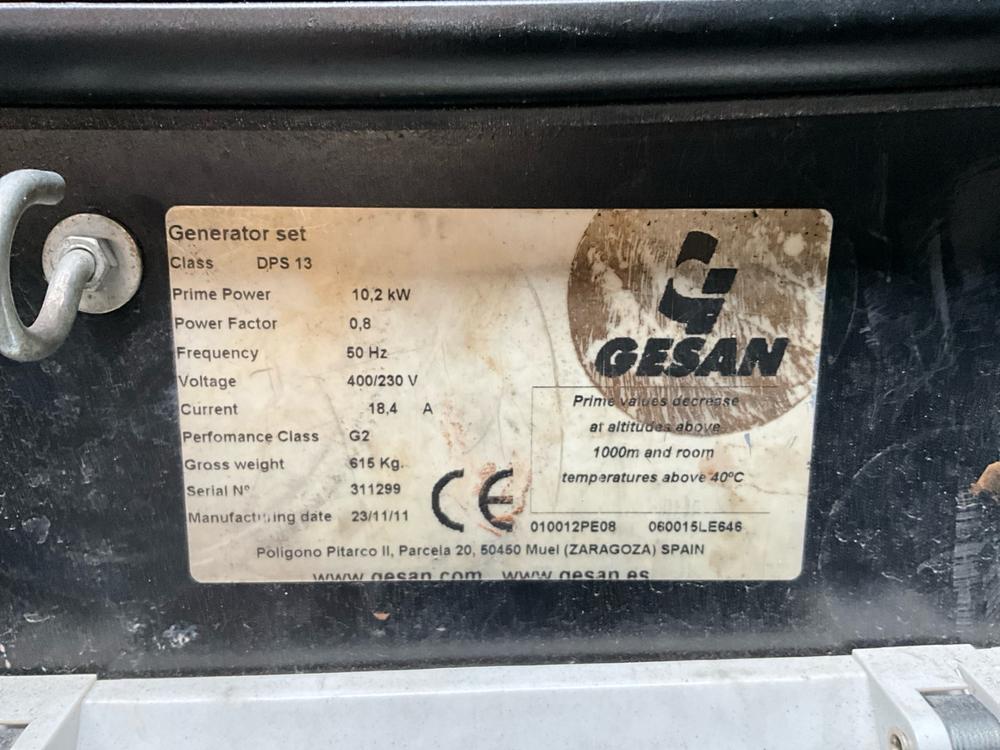 Generator set
Class DPS 13
Prime Power 10,2 kW
Power Factor 0,8
Frequency 50 Hz
Voltage 400/230 V
Current 18,4 A
Perfomance Class G2
Gross weight 615 Kg.
Serial Nº 311299
Manufacturing date 23/11/11
GESAN
Prime values decrease
at altitudes above
1000m and room
temperatures above 40ºC
CE
010012PE08 060015LE646
Poligono Pitarco II, Parcela 20, 50450 Muel (ZARAGOZA) SPAIN
www.gesan.com www.gesan.es